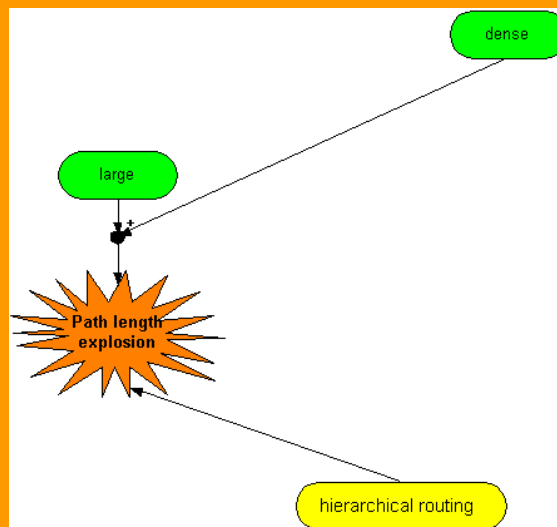 dense
large
+
Path length
explosion
hierarchical routing